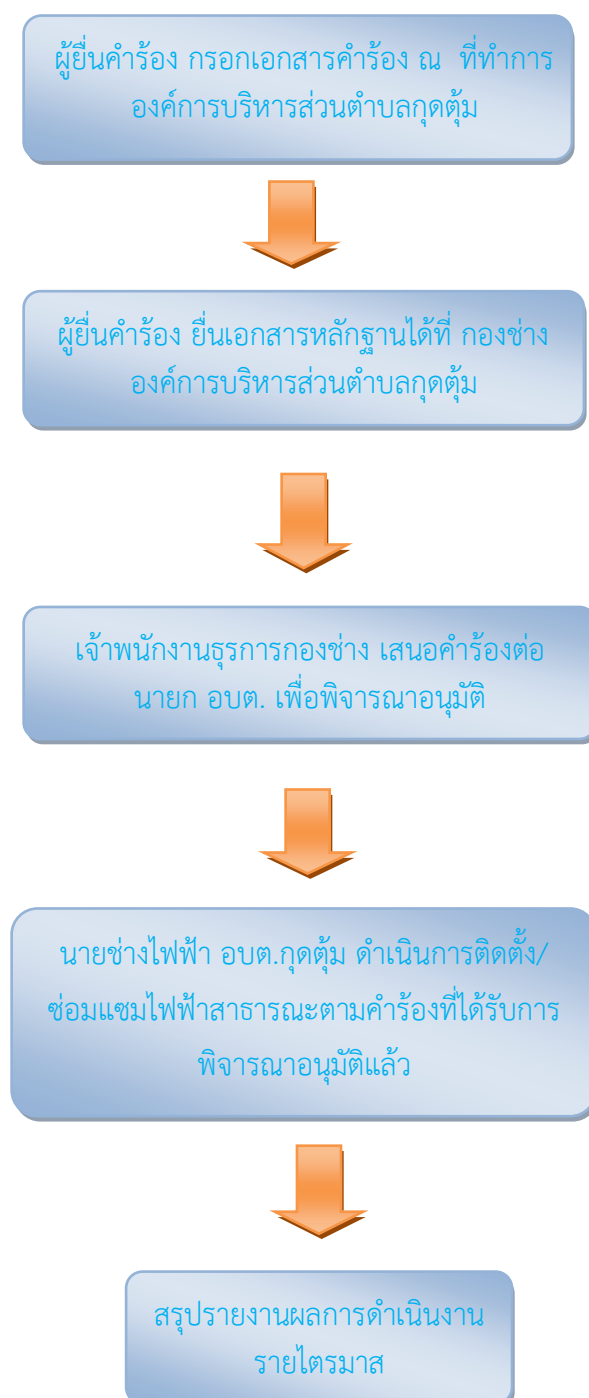 ผู้ยื่นคำร้อง กรอกเอกสารคำร้อง ณ  ที่ทำการ
องค์การบริหารส่วนตำบลกุดตุ้ม
ผู้ยื่นคำร้อง ยื่นเอกสารหลักฐานได้ที่ กองช่าง
องค์การบริหารส่วนตำบลกุดตุ้ม
เจ้าพนักงานธุรการกองช่าง เสนอคำร้องต่อ
นายก อบต. เพื่อพิจารณาอนุมัติ
นายช่างไฟฟ้า อบต.กุดตุ้ม ดำเนินการติดตั้ง/
ซ่อมแซมไฟฟ้าสาธารณะตามคำร้องที่ได้รับการ
พิจารณาอนุมัติแล้ว
สรุปรายงานผลการดำเนินงาน
รายไตรมาส